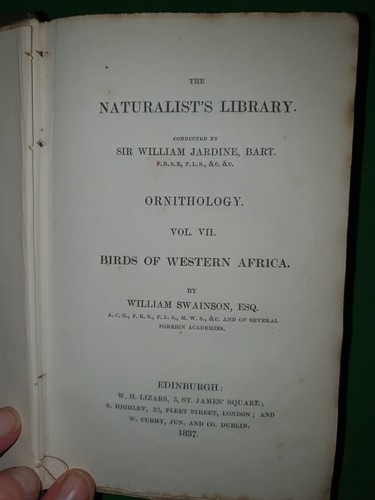 THE
NATURALIST'S LIBRARY.
CONDUCTED BY
SIR WILLIAM JARDINE, BART.
F.R.S.E, F.L.S., &C. &C.
ORNITHOLOGY.
VOL. VII.
BIRDS OF WESTERN AFRICA.
BY
WILLIAM SWAINSON, ESQ.
A. C. G., F. R. S., F. L. S., M. W. S., &C. AND OF SEVERAL
FOREIGN ACADEMIES.
EDINBURGH:
W. H. LIZARS, 3, ST. JAMES' SQUARE;
S. HIGHLEY, 32, FLEET STREET, LONDON; AND
W. CURRY, JUN. AND CO. DUBLIN.
1837.